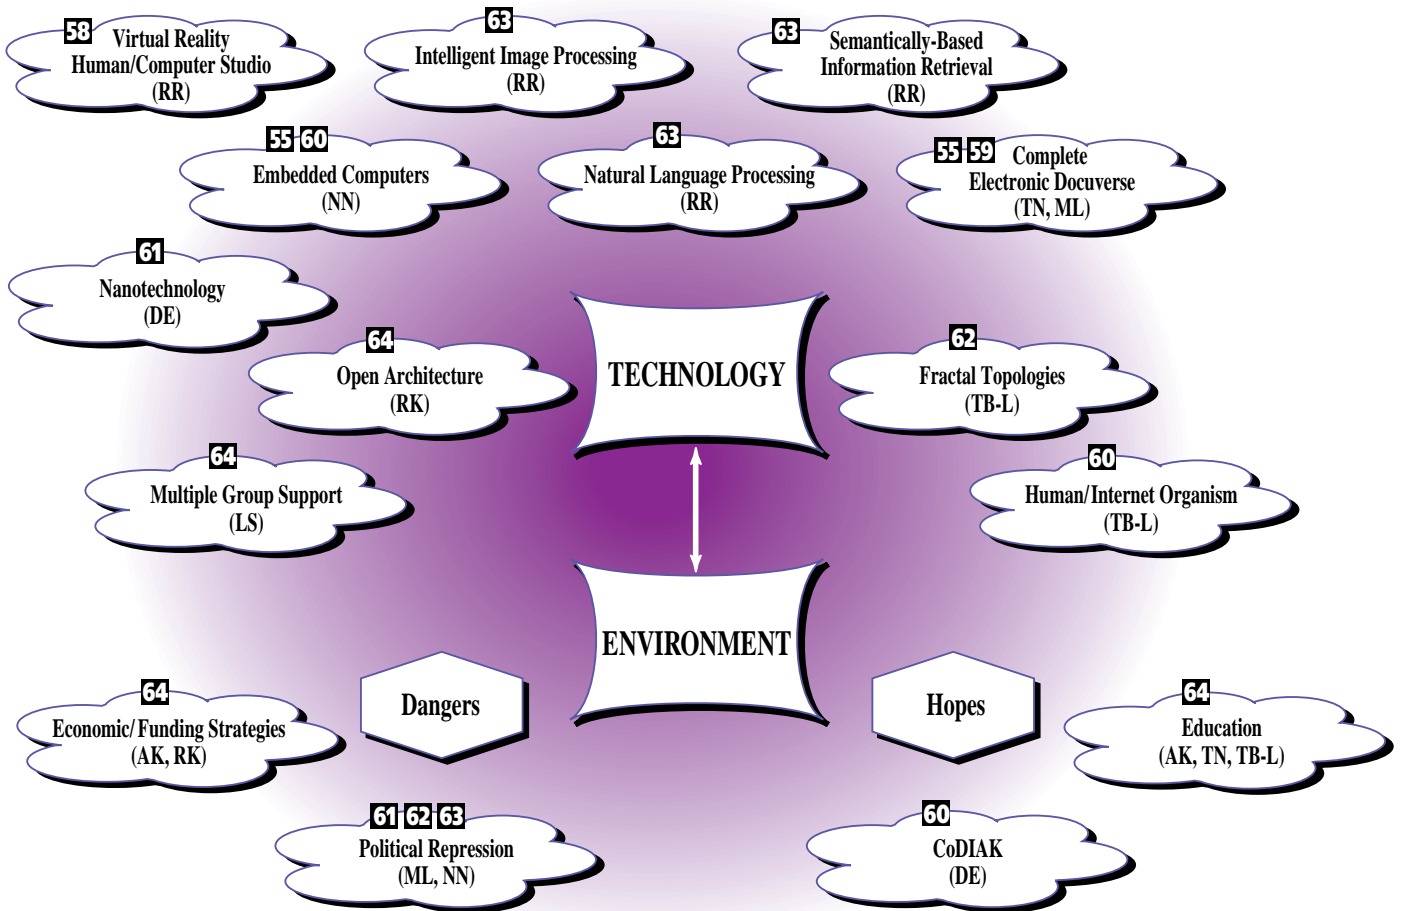 58 Virtual Reality
Human/Computer Studio
(RR)
63
Intelligent Image Processing
(RR)
63 Semantically-Based
Information Retrieval
(RR)
55 60
Embedded Computers
(NN)
63
Natural Language Processing
(RR)
55 59 Complete
Electronic Docuverse
(TN, ML)
61
Nanotechnology
(DE)
64
Open Architecture
(RK)
TECHNOLOGY
62
Fractal Topologies
(TB-L)
64
Multiple Group Support
(LS)
60
Human/Internet Organism
(TB-L)
ENVIRONMENT
Dangers
Hopes
64
Economic/Funding Strategies
(AK, RK)
64
Education
(AK, TN, TB-L)
61 62 63
Political Repression
(ML, NN)
60
CoDIAK
(DE)